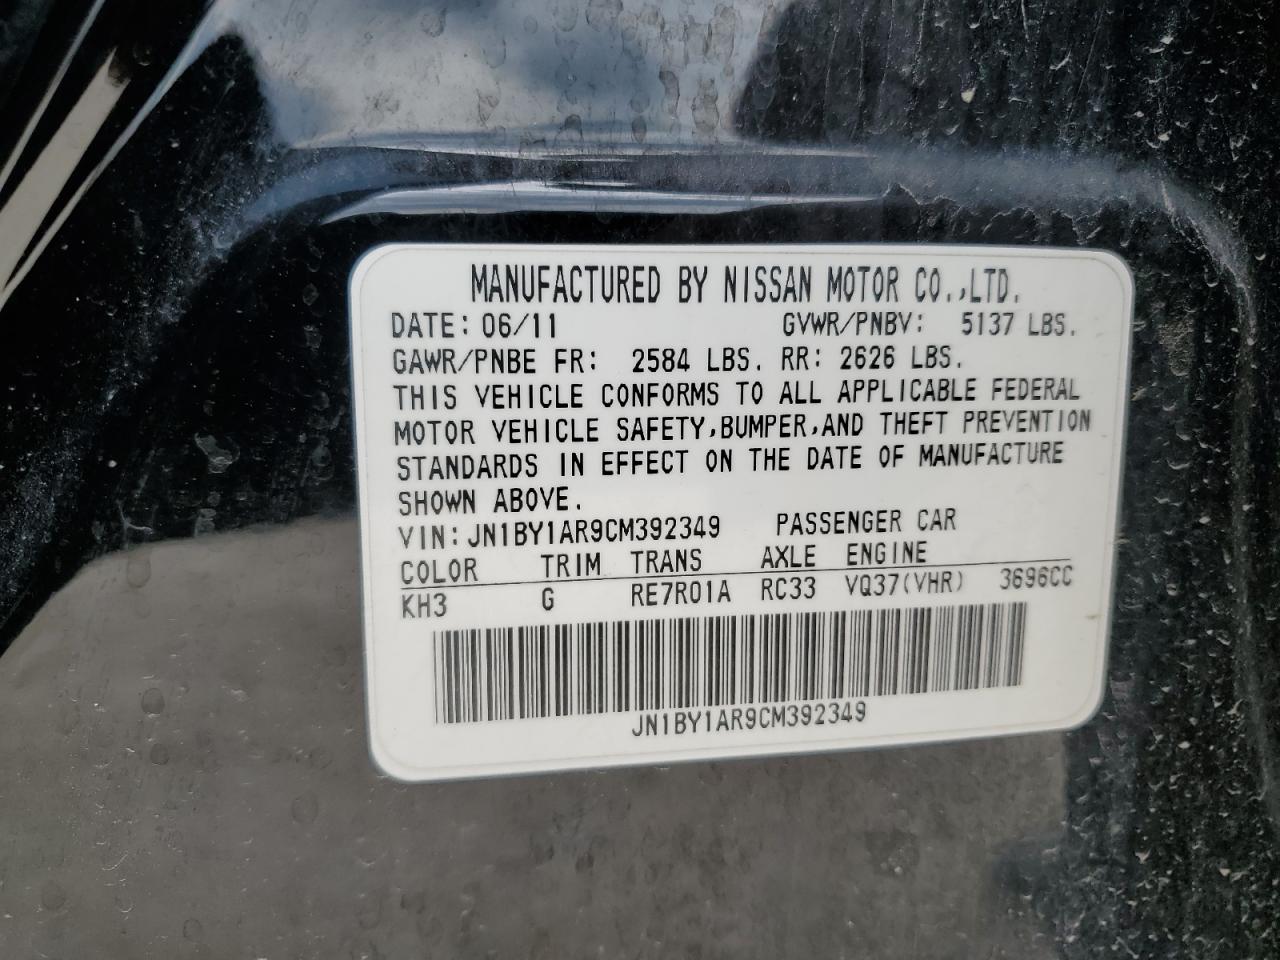 MANUFACTURED BY NISSAN MOTOR CO.,LTD.
DATE: 06/11 GVWR/PNBV: 5137 LBS.
GAWR/PNBE FR: 2584 LBS. RR: 2626 LBS.
THIS VEHICLE CONFORMS TO ALL APPLICABLE FEDERAL
MOTOR VEHICLE SAFETY,BUMPER,AND THEFT PREVENTION
STANDARDS IN EFFECT ON THE DATE OF MANUFACTURE
SHOWN ABOVE.
VIN:JN1BY1AR9CM392349 PASSENGER CAR
COLOR TRIM TRANS AXLE ENGINE
KH3 G RE7R01A RC33 VQ37(VHR) 3696CC
JN1BY1AR9CM392349